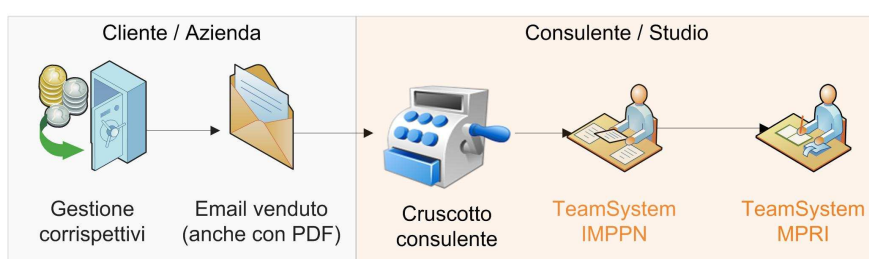 Cliente / Azienda
Consulente / Studio
Gestione
corrispettivi
Email venduto
(anche con PDF)
Cruscotto
consulente
TeamSystem
IMPPN
TeamSystem
MPRI